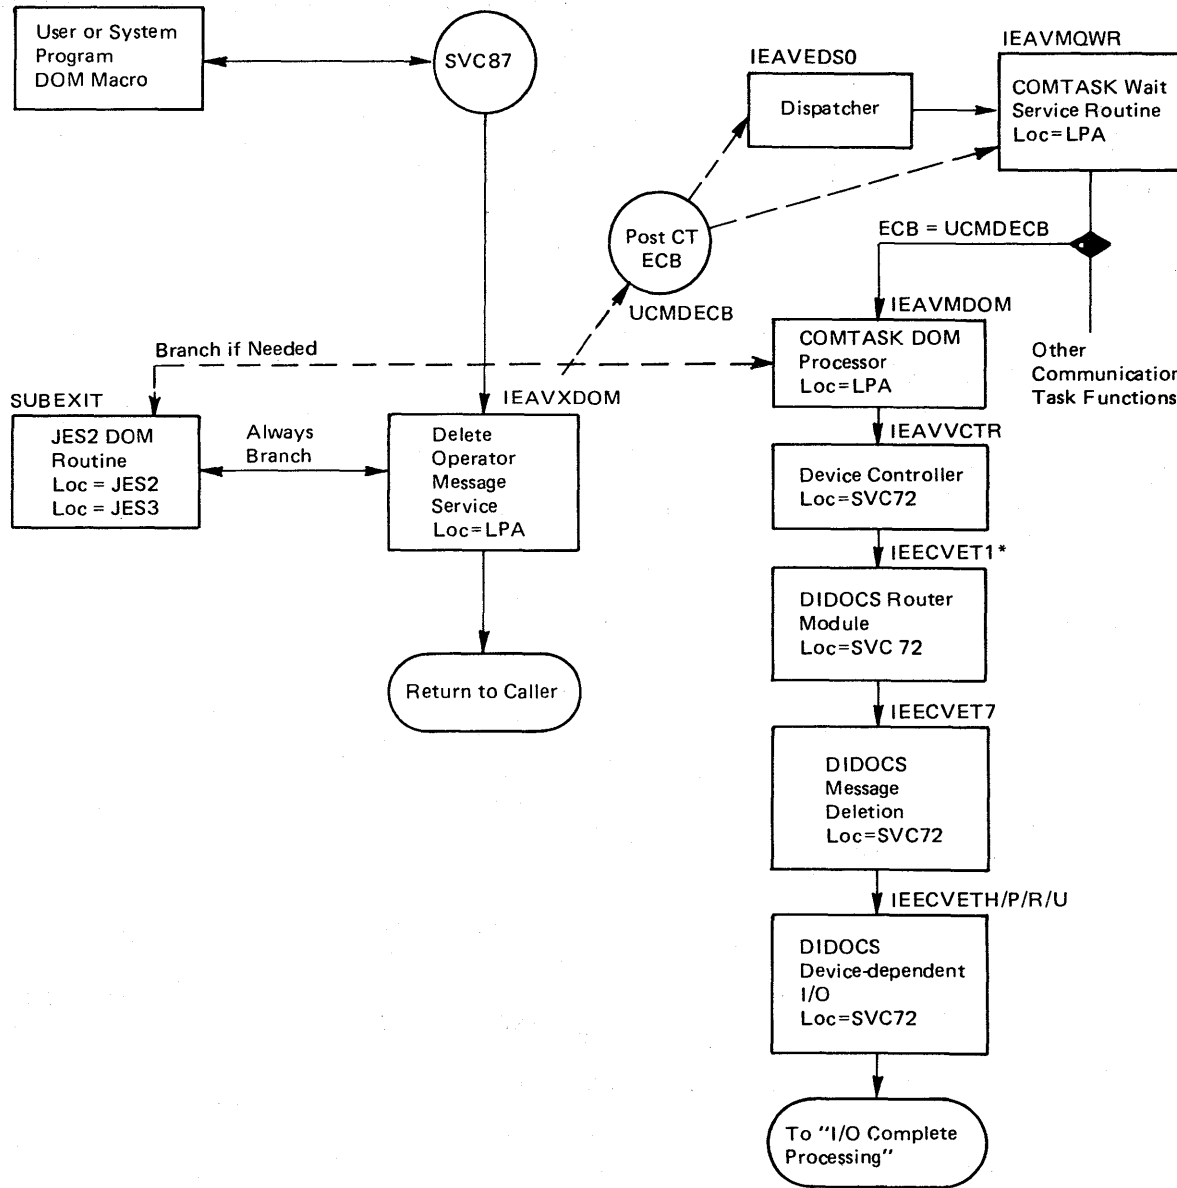 User or System
Program
DOM Macro
SVC87
IEAVEDS0
Dispatcher
IEAVMQWR
COMTASK Wait
Service Routine
Loc=LPA
Post CT
ECB
UCMDECB
ECB = UCMDECB
Other
Communication
Task Functions
IEAVMDOM
COMTASK DOM
Processor
Loc=LPA
Branch if Needed
SUBEXIT
JES2 DOM
Routine
Loc = JES2
Loc = JES3
Always
Branch
IEAVXDOM
Delete
Operator
Message
Service
Loc=LPA
Return to Caller
IEAVVCTR
Device Controller
Loc=SVC72
IEECVET1*
DIDOCS Router
Module
Loc=SVC 72
IEECVET7
DIDOCS
Message
Deletion
Loc=SVC72
IEECVETH/P/R/U
DIDOCS
Device-dependent
I/O
Loc=SVC72
To "I/O Complete
Processing"